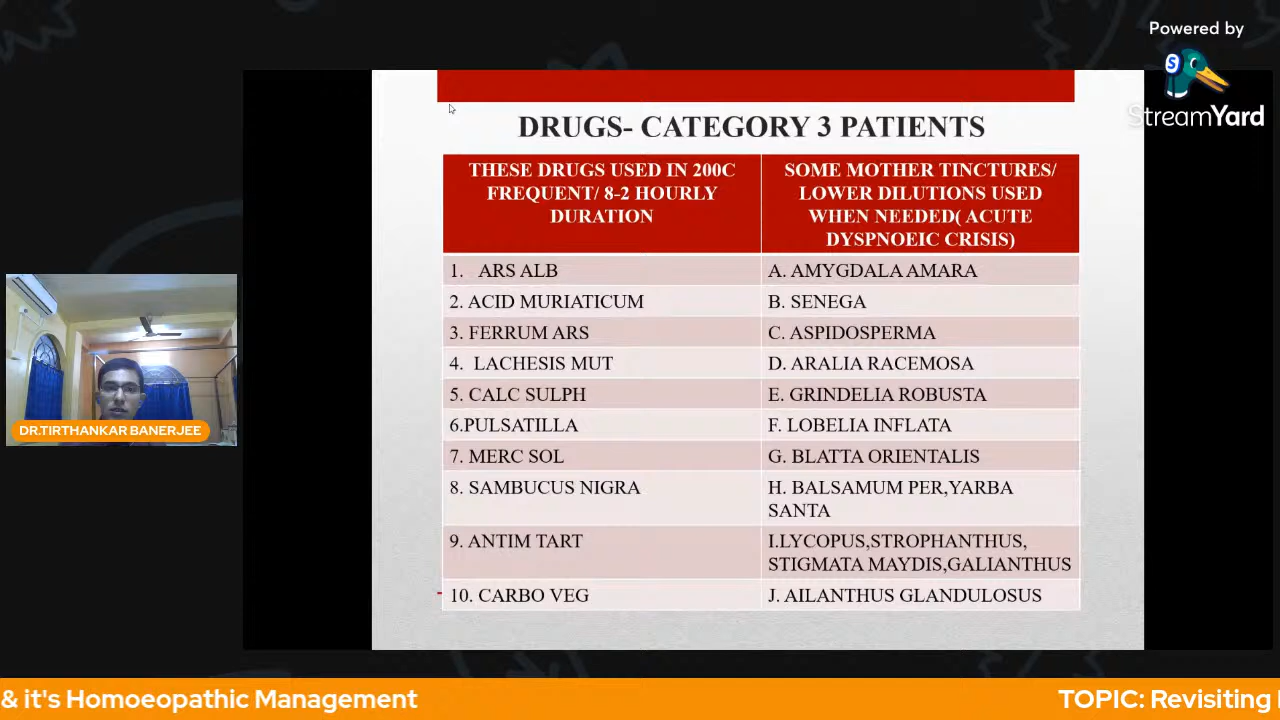 Powered by
S
StreamYard
DRUGS- CATEGORY 3 PATIENTS
THESE DRUGS USED IN 200C
FREQUENT/ 8-2 HOURLY
DURATION
SOME MOTHER TINCTURES/
LOWER DILUTIONS USED
WHEN NEEDED( ACUTE
DYSPNOEIC CRISIS)
1. ARS ALB
A. AMYGDALA AMARA
2. ACID MURIATICUM
B. SENEGA
3. FERRUM ARS
C. ASPIDOSPERMA
4. LACHESIS MUT
D. ARALIA RACEMOSA
5. CALC SULPH
E. GRINDELIA ROBUSTA
6.PULSATILLA
F. LOBELIA INFLATA
7. MERC SOL
G. BLATTA ORIENTALIS
8. SAMBUCUS NIGRA
H. BALSAMUM PER,YARBA
SANTA
9. ANTIM TART
I.LYCOPUS,STROPHANTHUS,
STIGMATA MAYDIS,GALIANTHUS
10. CARBO VEG
J. AILANTHUS GLANDULOSUS
DR.TIRTHANKAR BANERJEE
& it's Homoeopathic Management
TOPIC: Revisiting